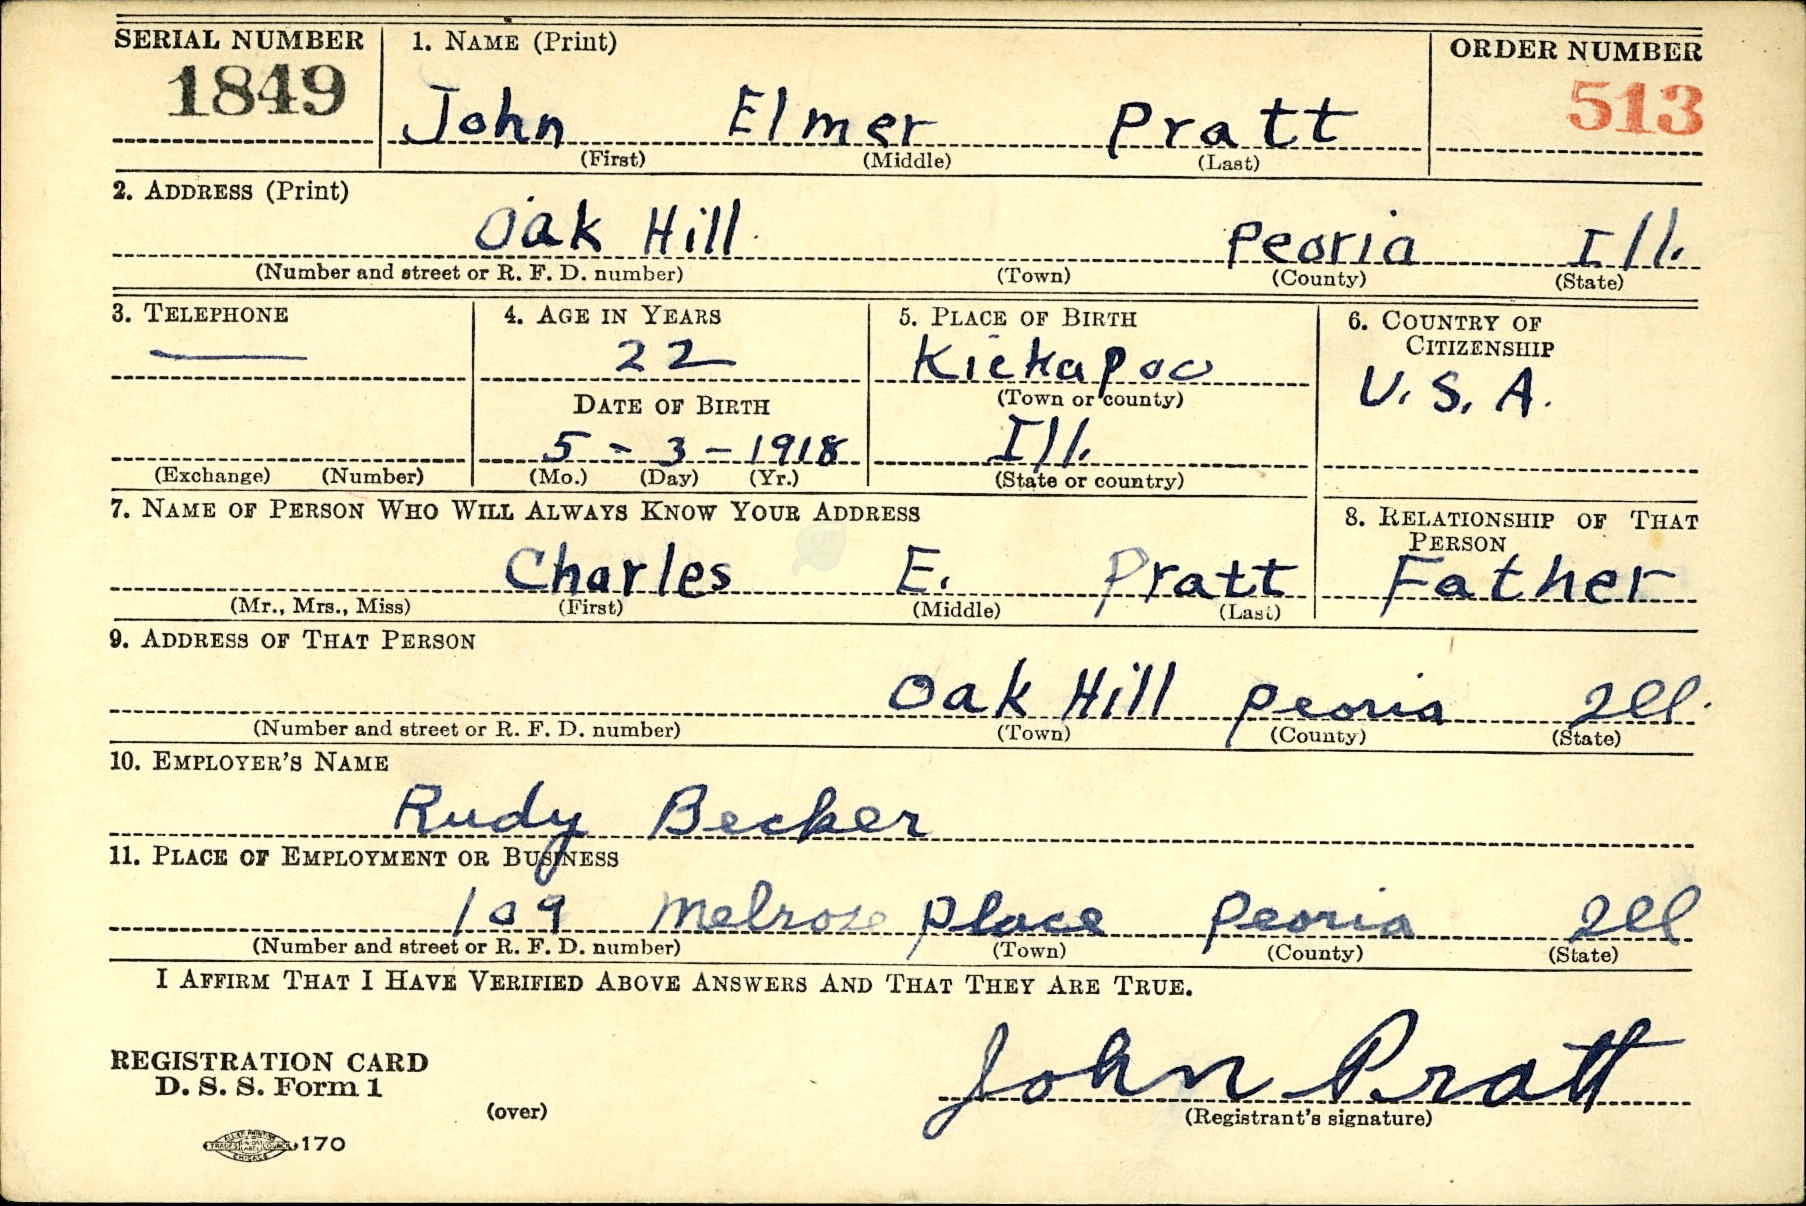 SERIAL NUMBER 1. NAME (Print) ORDER NUMBER
1849 John Elmer Pratt 513
(First) (Middle) (Last)
2. ADDRESS (Print)
Oak Hill Peoria Ill.
(Number and street or R. F. D. number) (Town) (County) (State)
3. TELEPHONE 4. AGE IN YEARS 5. PLACE OF BIRTH 6. COUNTRY OF CITIZENSHIP
— 22 Kickapoo U. S. A.
DATE OF BIRTH (Town or county)
5 - 3 - 1918 Ill.
(Exchange) (Number) (Mo.) (Day) (Yr.) (State or country)
7. NAME OF PERSON WHO WILL ALWAYS KNOW YOUR ADDRESS 8. RELATIONSHIP OF THAT PERSON
Charles E. Pratt Father
(Mr., Mrs., Miss) (First) (Middle) (Last)
9. ADDRESS OF THAT PERSON
Oak Hill Peoria Ill.
(Number and street or R. F. D. number) (Town) (County) (State)
10. EMPLOYER'S NAME
Rudy Becker
11. PLACE OF EMPLOYMENT OR BUSINESS
109 Melrose place Peoria Ill
(Number and street or R. F. D. number) (Town) (County) (State)
I AFFIRM THAT I HAVE VERIFIED ABOVE ANSWERS AND THAT THEY ARE TRUE.
John Pratt
REGISTRATION CARD
D. S. S. Form 1
(over) (Registrant's signature)
170